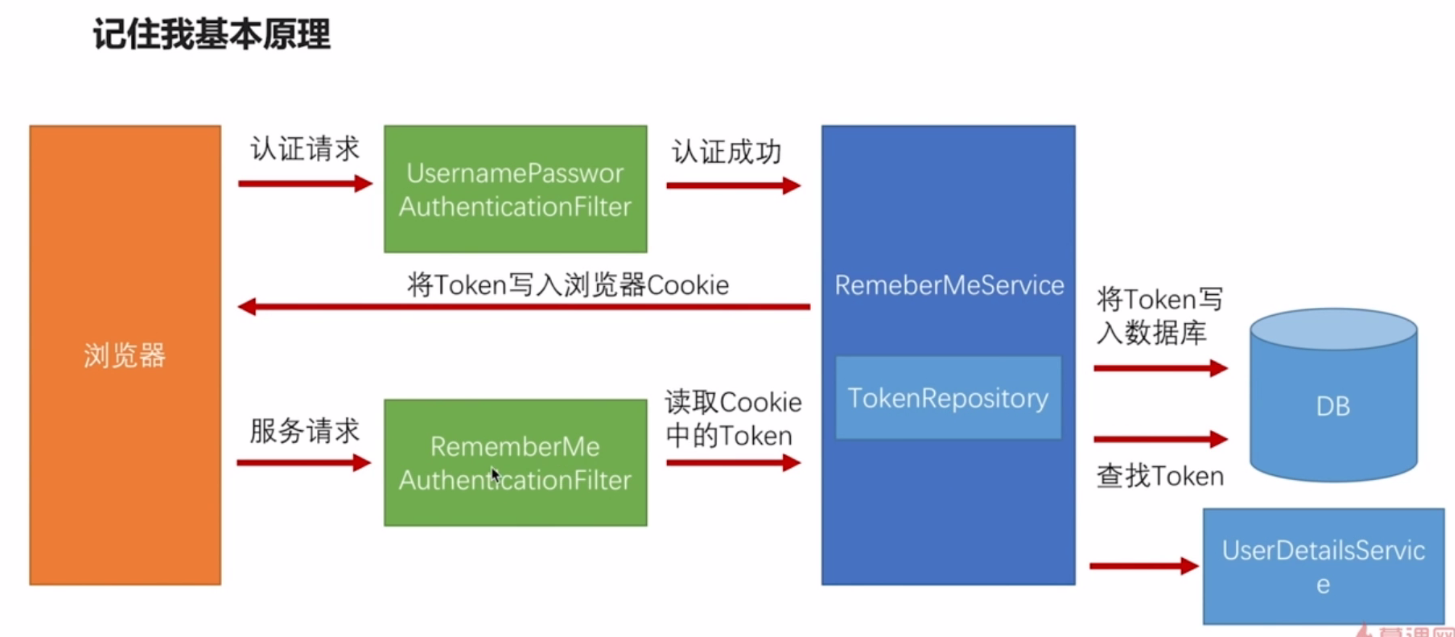 记住我基本原理
认证请求
UsernamePasswor
AuthenticationFilter
认证成功
将Token写入浏览器Cookie
浏览器
RemeberMeService
TokenRepository
将Token写
入数据库
DB
服务请求
RememberMe
AuthenticationFilter
读取Cookie
中的Token
查找Token
UserDetailsServic
e